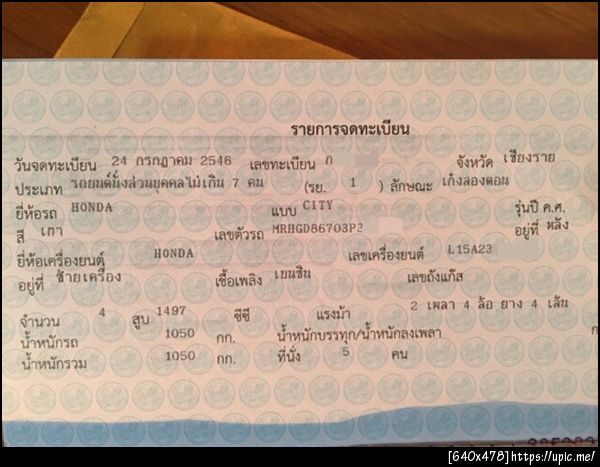 รายการจดทะเบียน
วันจดทะเบียน 24 กรกฎาคม 2546 เลขทะเบียน ก จังหวัด เชียงราย
ประเภท รถยนต์นั่งส่วนบุคคลไม่เกิน 7 คน (รย. 1 ) ลักษณะ เก๋งสองตอน
ยี่ห้อรถ HONDA แบบ CITY รุ่นปี ค.ศ.
สี เทา เลขตัวรถ MRHGD86703P3 อยู่ที่ หลัง
ยี่ห้อเครื่องยนต์ HONDA เลขเครื่องยนต์ L15A23
อยู่ที่ ซ้ายเครื่อง เชื้อเพลิง เบนซิน เลขถังแก๊ส
จำนวน 4 สูบ 1497 ซีซี แรงม้า 2 เพลา 4 ล้อ ยาง 4 เส้น
น้ำหนักรถ 1050 กก. น้ำหนักบรรทุก/น้ำหนักลงเพลา ก
น้ำหนักรวม 1050 กก. ที่นั่ง 5 คน
[640x478]https://upic.me/